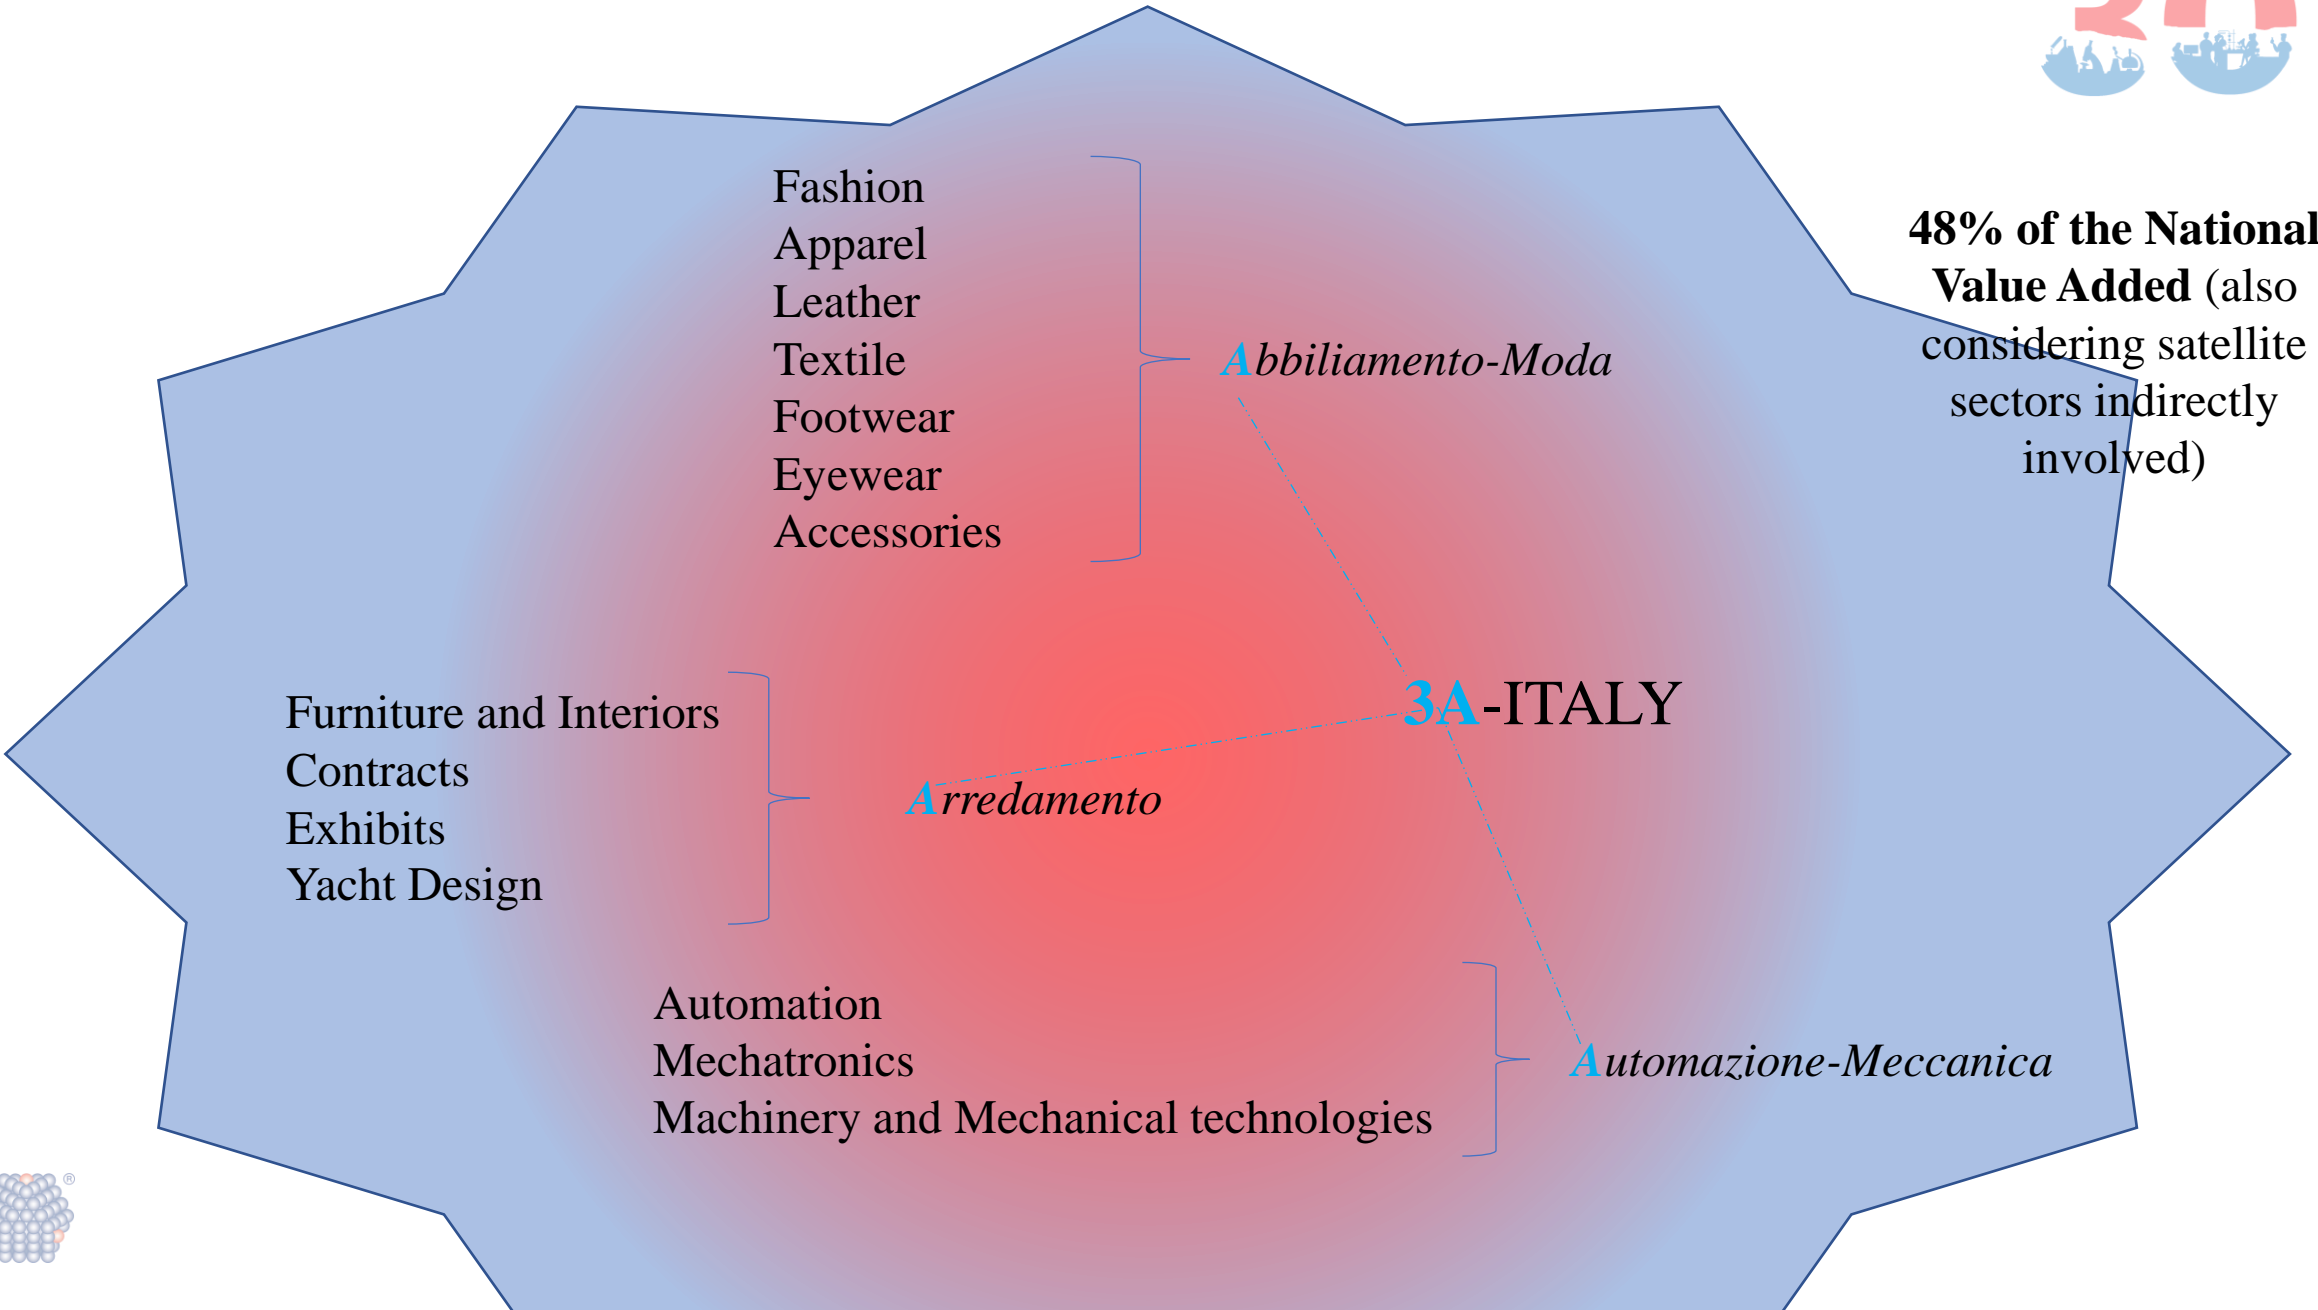 Fashion
Apparel
Leather
Textile
Footwear
Eyewear
Accessories
Abbiliamento-Moda
48% of the National
Value Added (also
considering satellite
sectors indirectly
involved)
3A-ITALY
Furniture and Interiors
Contracts
Exhibits
Yacht Design
Arredamento
Automation
Mechatronics
Machinery and Mechanical technologies
Automazione-Meccanica
®